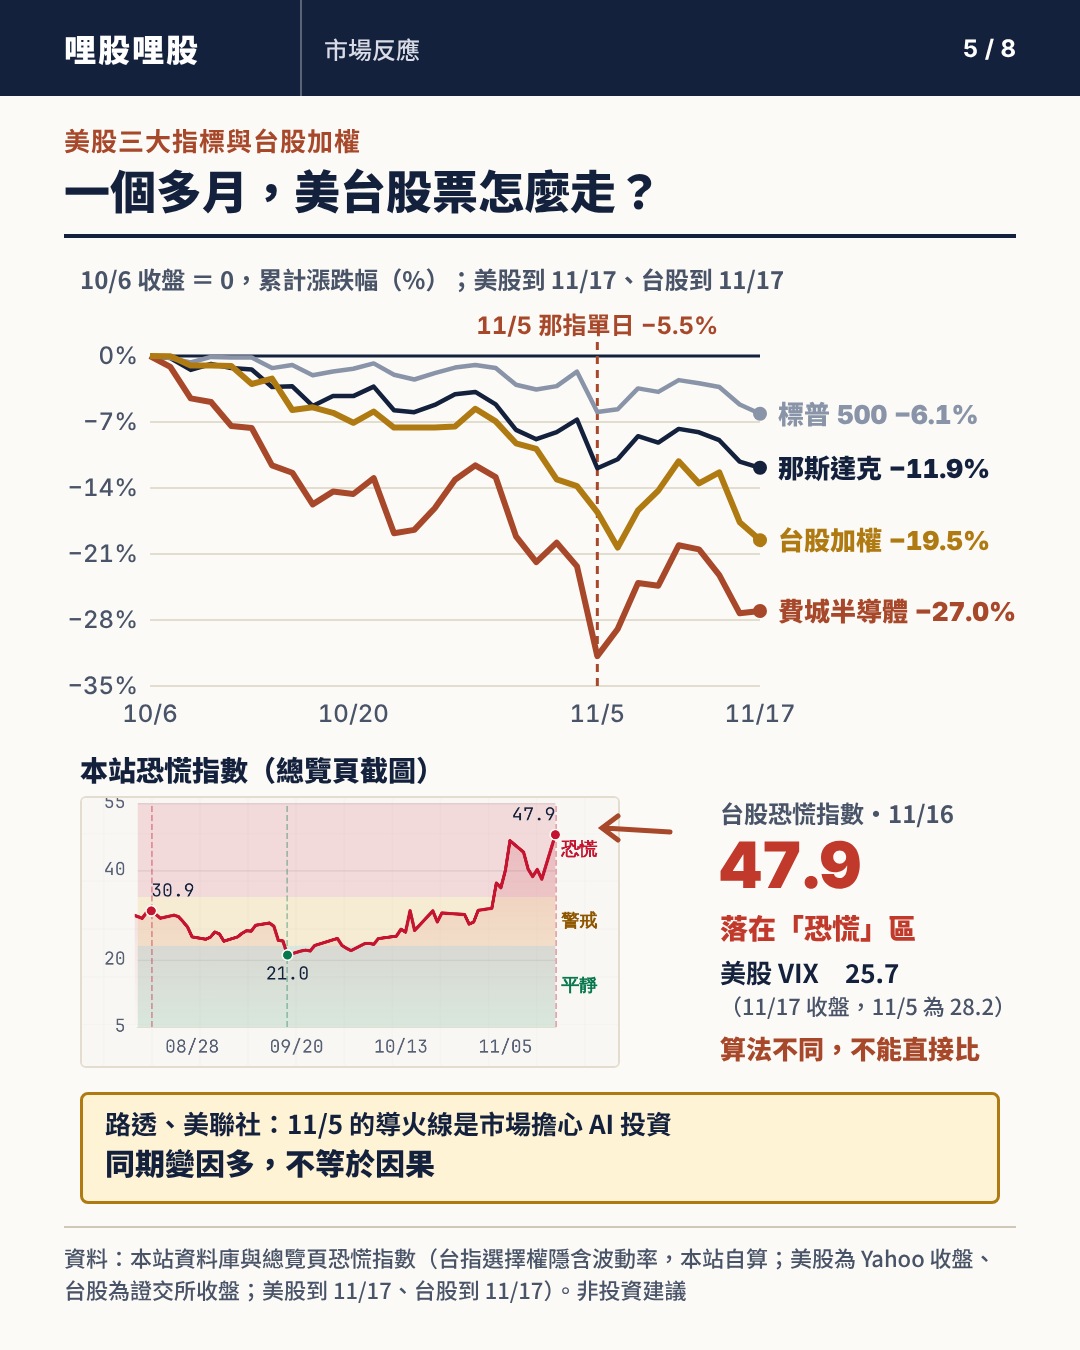 哩股哩股
市場反應
5 / 8
美股三大指標與台股加權
一個多月，美台股票怎麼走？
10/6 收盤 ＝ 0，累計漲跌幅（%）；美股到 11/17、台股到 11/17
11/5 那指單日 −5.5%
0%
−7%
−14%
−21%
−28%
−35%
標普 500 −6.1%
那斯達克 −11.9%
台股加權 −19.5%
費城半導體 −27.0%
10/6
10/20
11/5
11/17
本站恐慌指數（總覽頁截圖）
55
40
20
5
30.9
21.0
47.9
恐慌
警戒
平靜
08/28
09/20
10/13
11/05
台股恐慌指數・11/16
47.9
落在「恐慌」區
美股 VIX 25.7
（11/17 收盤，11/5 為 28.2）
算法不同，不能直接比
路透、美聯社：11/5 的導火線是市場擔心 AI 投資
同期變因多，不等於因果
資料：本站資料庫與總覽頁恐慌指數（台指選擇權隱含波動率，本站自算；美股為 Yahoo 收盤、
台股為證交所收盤；美股到 11/17、台股到 11/17）。非投資建議